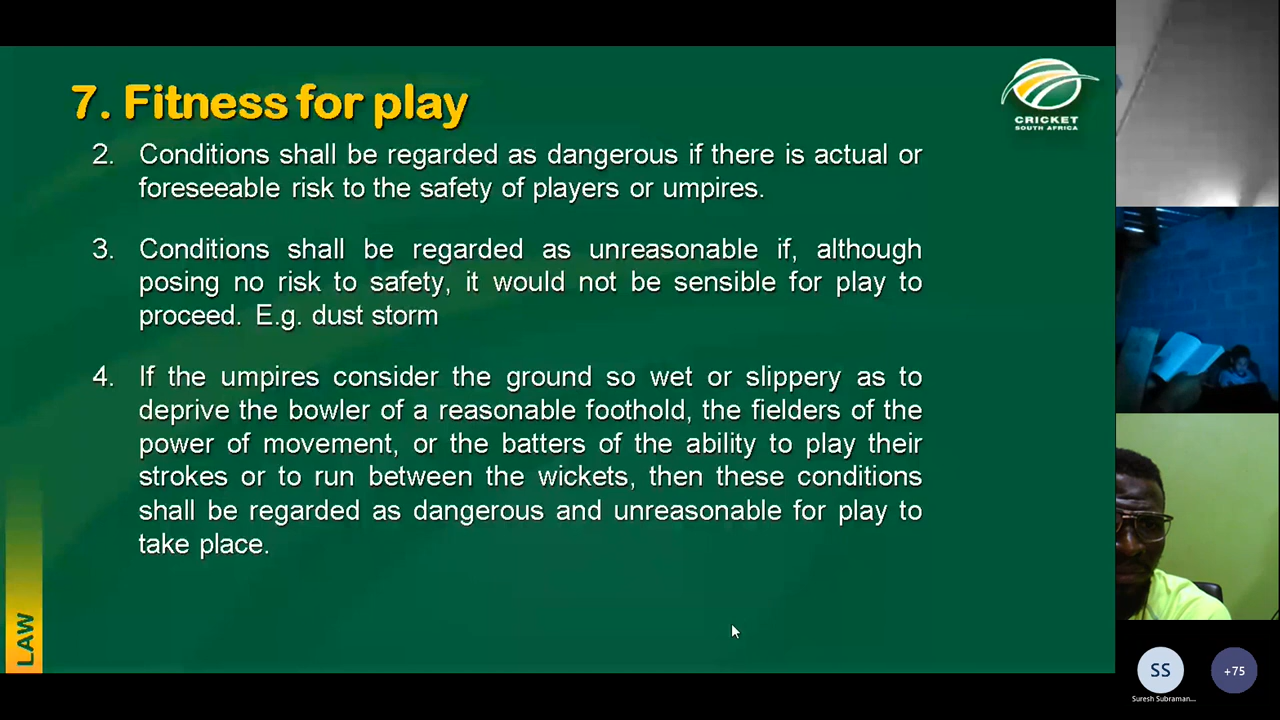 7. Fitness for play
CRICKET
SOUTH AFRICA
2. Conditions shall be regarded as dangerous if there is actual or
foreseeable risk to the safety of players or umpires.
3. Conditions shall be regarded as unreasonable if, although
posing no risk to safety, it would not be sensible for play to
proceed. E.g. dust storm
4. If the umpires consider the ground so wet or slippery as to
deprive the bowler of a reasonable foothold, the fielders of the
power of movement, or the batters of the ability to play their
strokes or to run between the wickets, then these conditions
shall be regarded as dangerous and unreasonable for play to
take place.
LAW
SS
+75
Suresh Subraman...